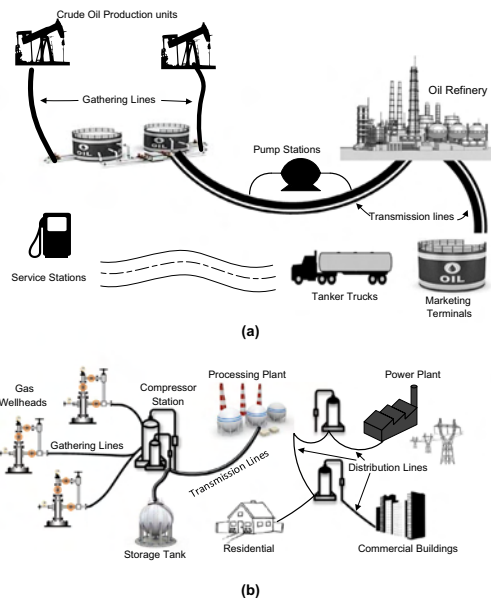 Crude Oil Production units
Gathering Lines
Oil Refinery
OIL
OIL
Pump Stations
Transmission lines
OIL
Service Stations
Tanker Trucks
Marketing
Terminals
(a)
Gas
Wellheads
Compressor
Station
Processing Plant
Power Plant
Gathering Lines
Transmission Lines
Distribution Lines
Storage Tank
Residential
Commercial Buildings
(b)